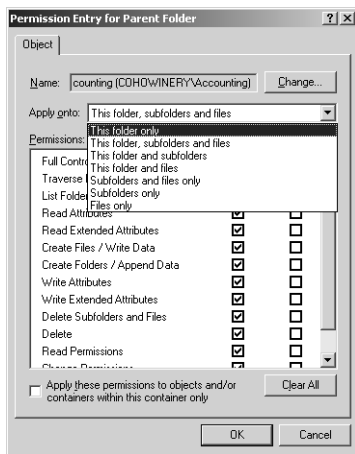 Permission Entry for Parent Folder
Object
Name: counting (COHOWINERY\Accounting) Change...
Apply onto: This folder, subfolders and files
This folder only
This folder, subfolders and files
This folder and subfolders
This folder and files
Subfolders and files only
Subfolders only
Files only
Permissions:
Full Contr
Traverse
List Folde
Read Attributes
Read Extended Attributes
Create Files / Write Data
Create Folders / Append Data
Write Attributes
Write Extended Attributes
Delete Subfolders and Files
Delete
Read Permissions
Change Permissions
Apply these permissions to objects and/or
containers within this container only
Clear All
OK Cancel